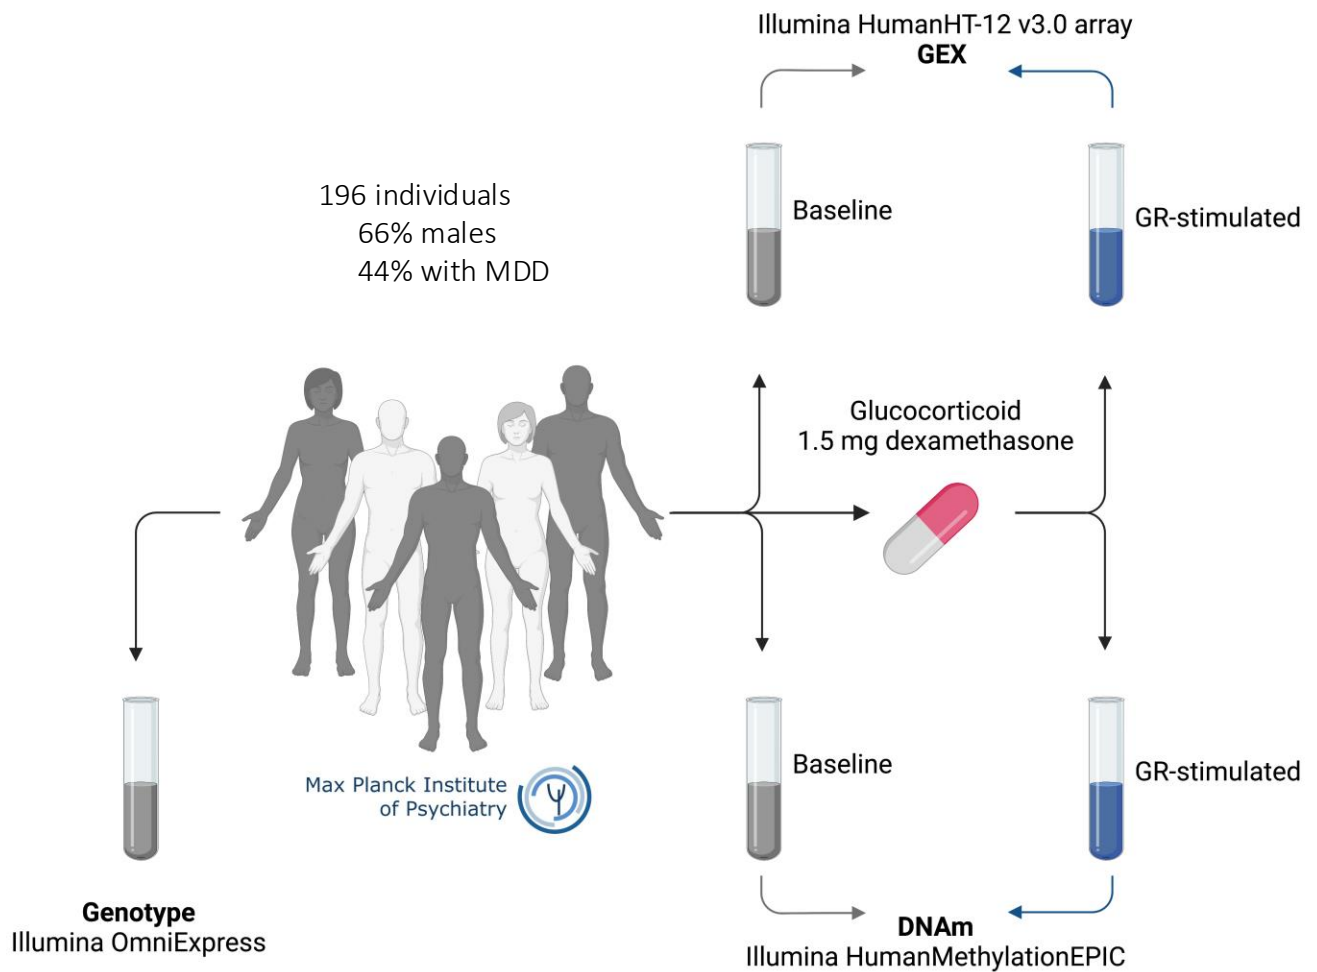 Illumina HumanHT-12 v3.0 array
GEX
196 individuals
66% males
44% with MDD
Baseline
GR-stimulated
Glucocorticoid
1.5 mg dexamethasone
Max Planck Institute
of Psychiatry
Baseline
GR-stimulated
Genotype
Illumina OmniExpress
DNAm
Illumina HumanMethylationEPIC